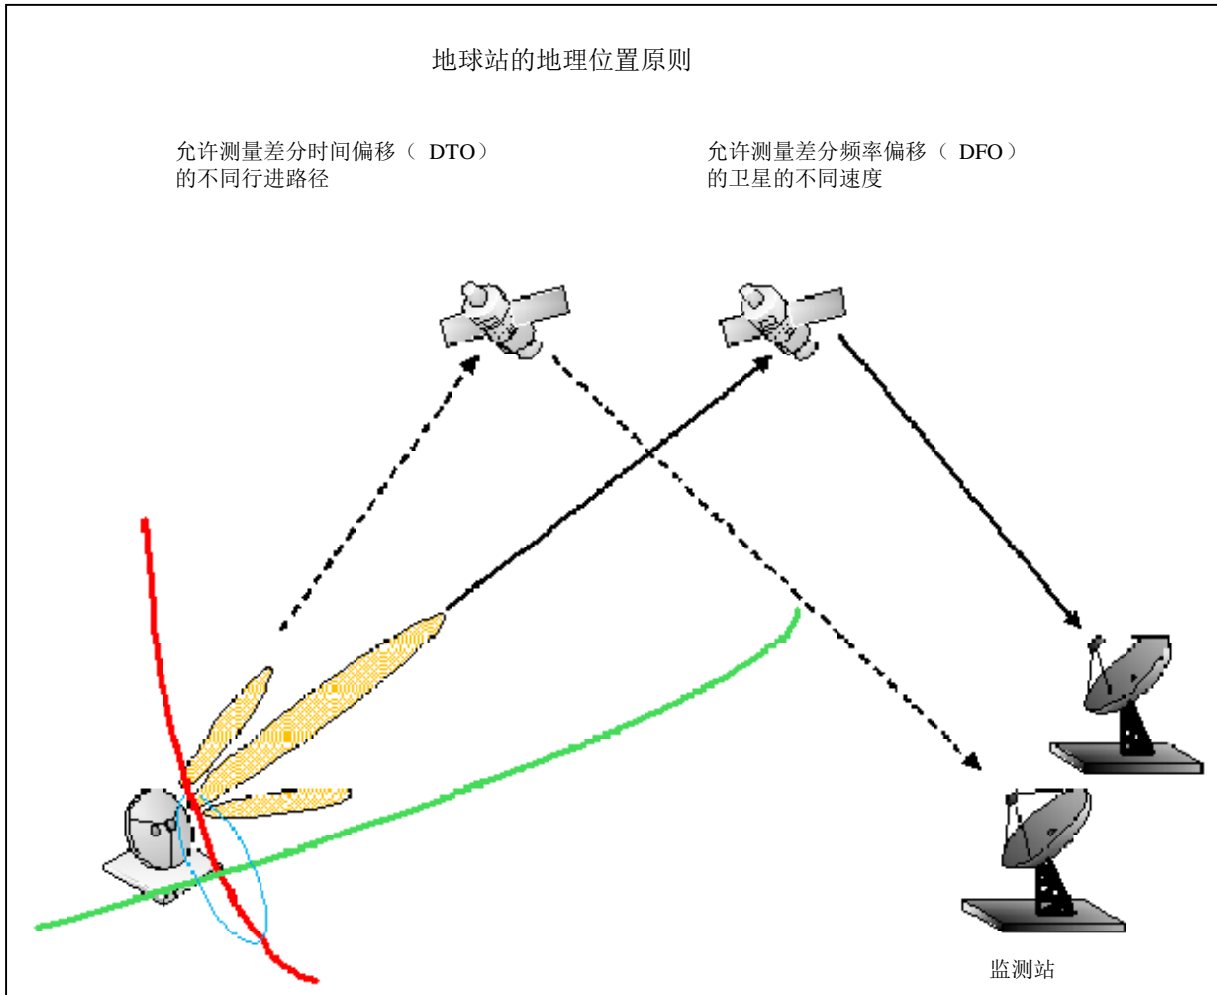 地球站的地理位置原则
允许测量差分时间偏移（ DTO）
的不同行进路径
允许测量差分频率偏移（ DFO）
的卫星的不同速度
监测站